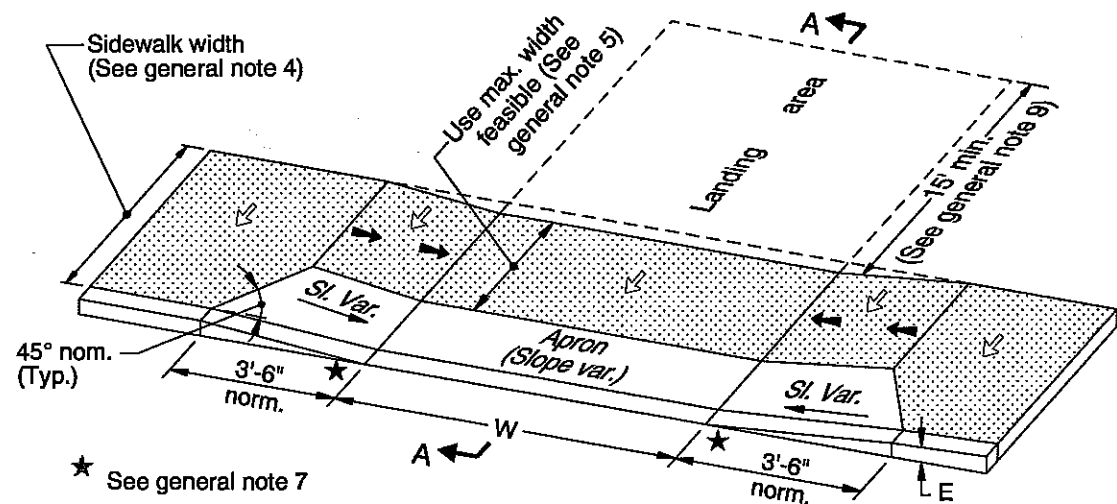 Sidewalk width
(See general note 4)
Use max. width
feasible (See
general note 5)
A
Landing area
15' min.
(See general note 9)
Sl. Var.
Apron
(Slope var.)
Sl. Var.
45° nom.
(Typ.)
3'-6"
norm.
W
A
3'-6"
norm.
E
★ See general note 7